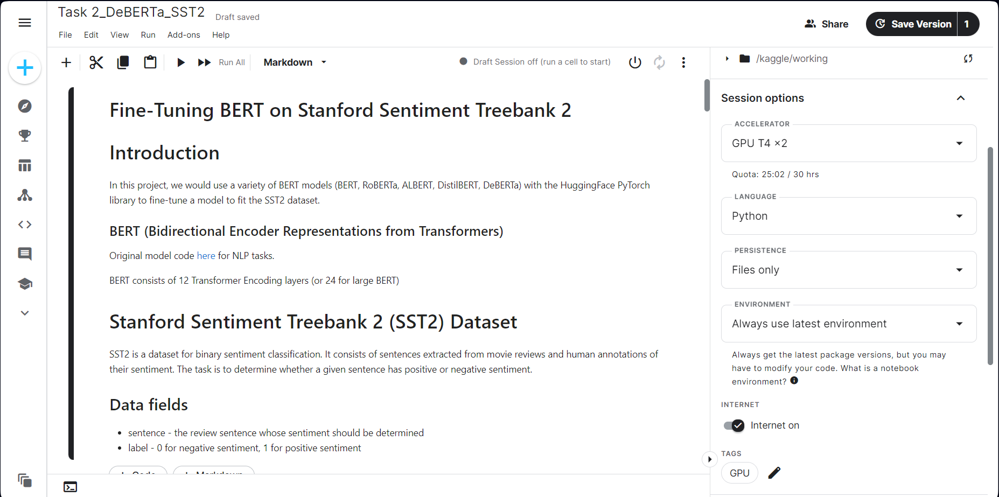 Task 2_DeBERTa_SST2
Draft saved
File Edit View Run Add-ons Help
Share
Save Version 1
Run All
Markdown
Draft Session off (run a cell to start)
Fine-Tuning BERT on Stanford Sentiment Treebank 2
Introduction
In this project, we would use a variety of BERT models (BERT, RoBERTa, ALBERT, DistilBERT, DeBERTa) with the HuggingFace PyTorch
library to fine-tune a model to fit the SST2 dataset.
BERT (Bidirectional Encoder Representations from Transformers)
Original model code here for NLP tasks.
BERT consists of 12 Transformer Encoding layers (or 24 for large BERT)
Stanford Sentiment Treebank 2 (SST2) Dataset
SST2 is a dataset for binary sentiment classification. It consists of sentences extracted from movie reviews and human annotations of
their sentiment. The task is to determine whether a given sentence has positive or negative sentiment.
Data fields
• sentence - the review sentence whose sentiment should be determined
• label - 0 for negative sentiment, 1 for positive sentiment
+ Code + Markdown
/kaggle/working
Session options
ACCELERATOR
GPU T4 ×2
Quota: 25:02 / 30 hrs
LANGUAGE
Python
PERSISTENCE
Files only
ENVIRONMENT
Always use latest environment
Always get the latest package versions, but you may
have to modify your code. What is a notebook
environment?
INTERNET
Internet on
TAGS
GPU